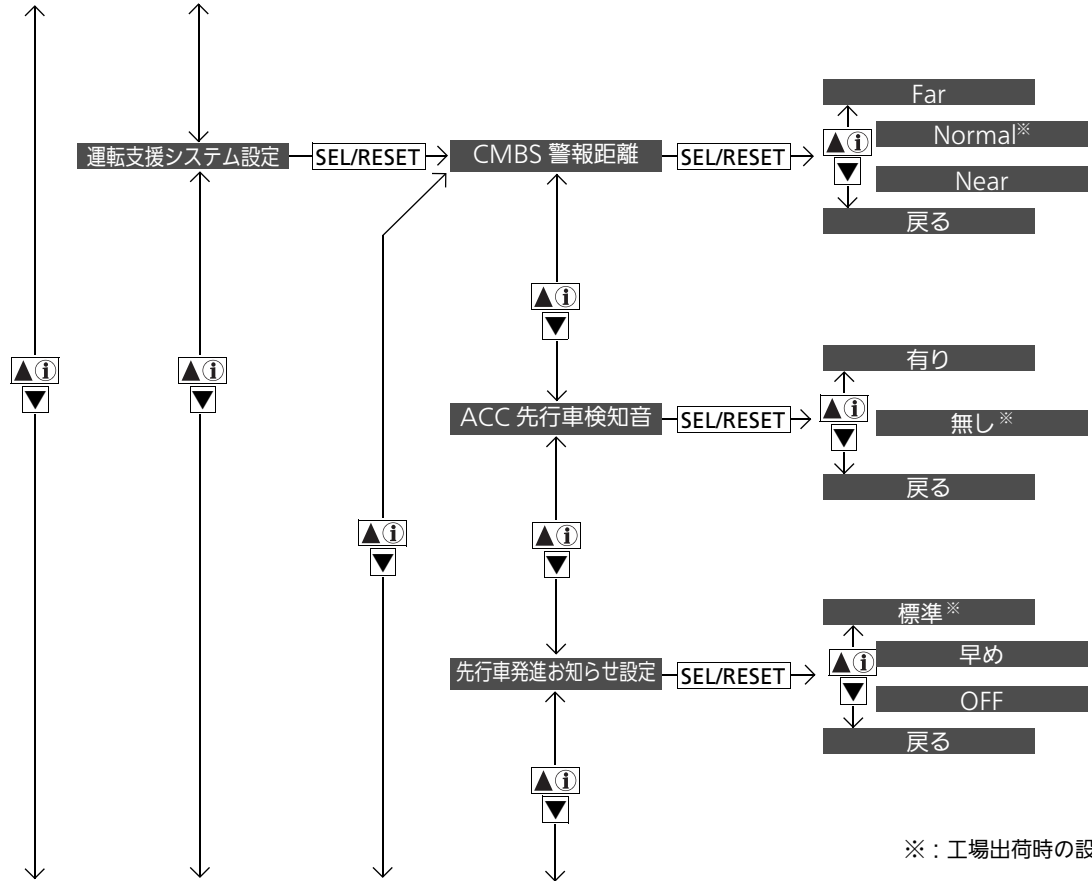 Far
Normal※
Near
戻る
運転支援システム設定
SEL/RESET
CMBS 警報距離
SEL/RESET
▲ⓘ
▼
▲ⓘ
▼
▲ⓘ
▼
▲ⓘ
▼
有り
無し※
戻る
ACC 先行車検知音
SEL/RESET
▲ⓘ
▼
▲ⓘ
▼
▲ⓘ
▼
標準※
早め
OFF
戻る
先行車発進お知らせ設定
SEL/RESET
▲ⓘ
▼
▲ⓘ
▼
※：工場出荷時の設